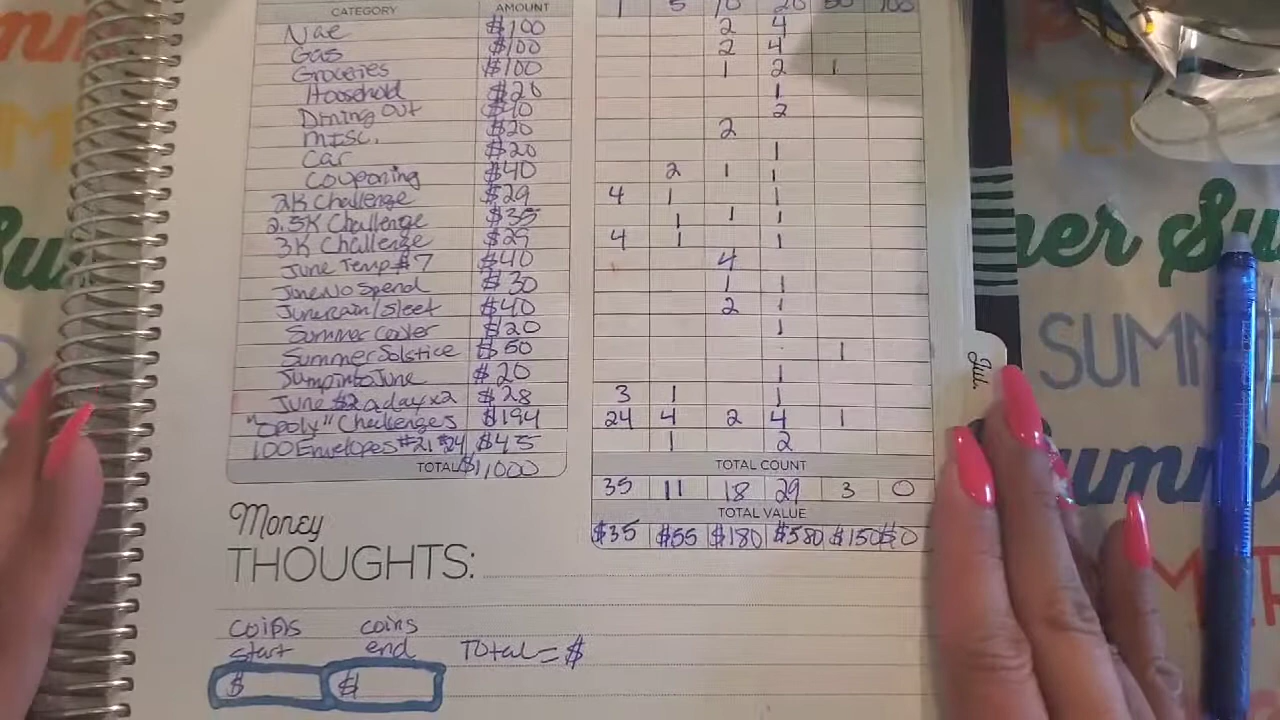 CATEGORY AMOUNT 1 5 10 20 50 100
Nae $100 2 4
Gas $100 2 4
Groceries $100 1 2 1
Household $20 1
Dining Out $40 2
Misc. $20 2
Car $20 1
Couponing $40 2 1 1
2K Challenge $29 4 1 1
2.5K Challenge $35 1 1 1
3K Challenge $29 4 1 1
June Temp #7 $40 4
June No Spend $30 1 1
June rain/Sleet $40 2 1
Summer Cooler $20 1
Summer Solstice $50 1
Jump into June $20 1
June $2 a day x2 $28 3 1 1
"Opoly" Challenges $194 24 4 2 4 1
100 Envelopes #21 $24 $45 1 2
TOTAL $1,000
TOTAL COUNT
35 11 18 29 3 0
TOTAL VALUE
$35 $55 $180 $580 $150 $0
Money
THOUGHTS:
coins coins
start end Total = $
$ $
Jul.
SUMM